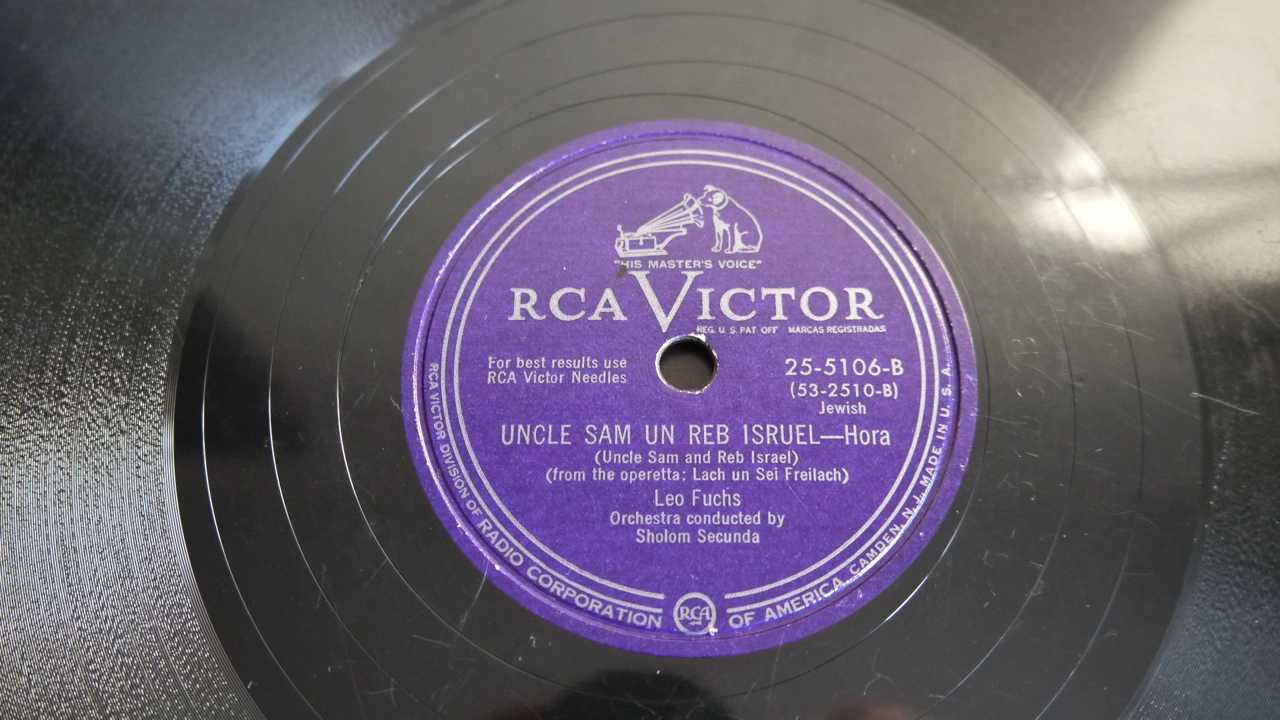 "HIS MASTER'S VOICE"
RCA VICTOR
REG. U. S. PAT OFF MARCAS REGISTRADAS
For best results use
RCA Victor Needles
25-5106-B
(53-2510-B)
Jewish
UNCLE SAM UN REB ISRUEL—Hora
(Uncle Sam and Reb Israel)
(from the operetta: Lach un Sei Freilach)
Leo Fuchs
Orchestra conducted by
Sholom Secunda
RCA VICTOR DIVISION OF RADIO CORPORATION RCA OF AMERICA, CAMDEN, N. J. MADE IN U. S. A.